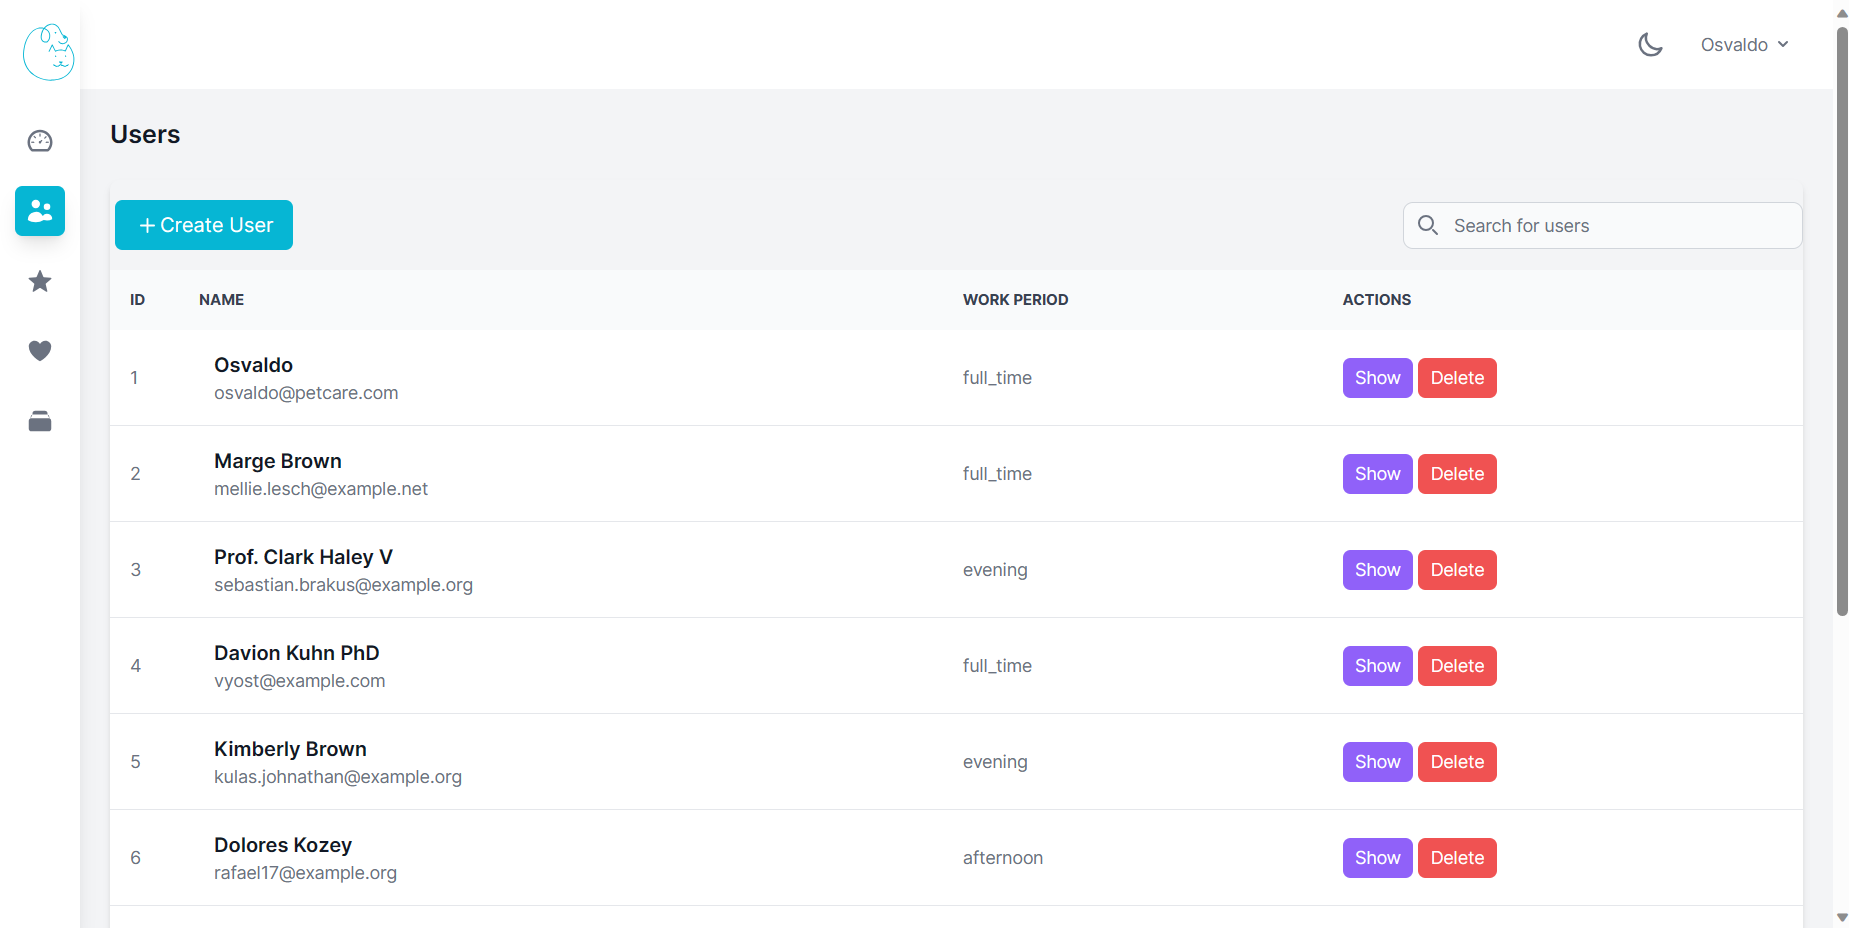 Osvaldo
Users
Create User
Search for users
ID NAME WORK PERIOD ACTIONS
1 Osvaldo full_time Show Delete
osvaldo@petcare.com
2 Marge Brown full_time Show Delete
mellie.lesch@example.net
3 Prof. Clark Haley V evening Show Delete
sebastian.brakus@example.org
4 Davion Kuhn PhD full_time Show Delete
vyost@example.com
5 Kimberly Brown evening Show Delete
kulas.johnathan@example.org
6 Dolores Kozey afternoon Show Delete
rafael17@example.org